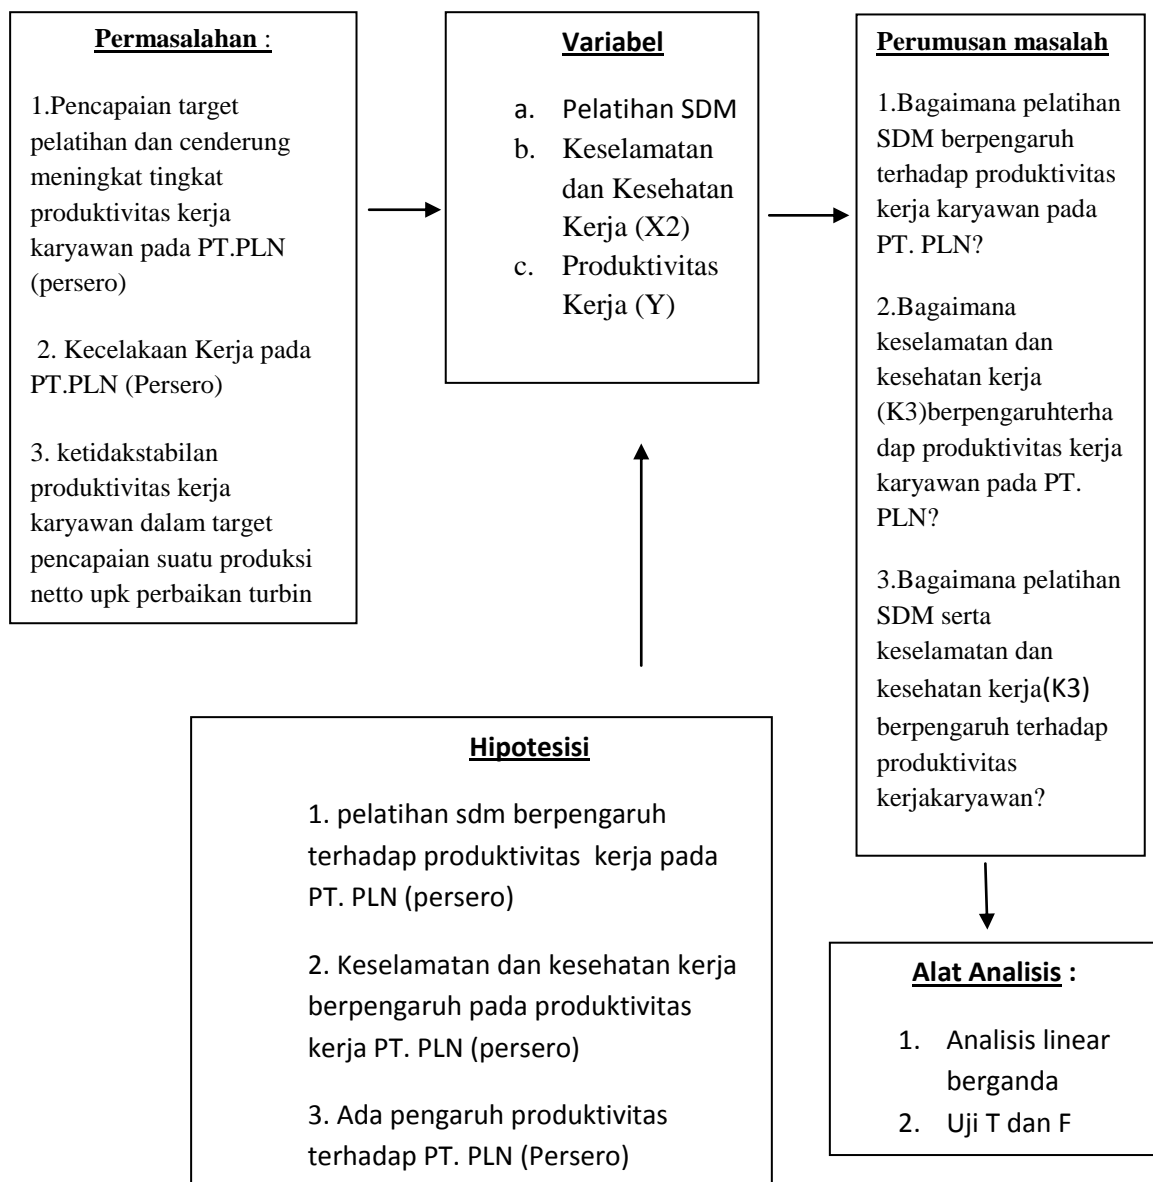 Permasalahan :
1.Pencapaian target
pelatihan dan cenderung
meningkat tingkat
produktivitas kerja
karyawan pada PT.PLN
(persero)
2. Kecelakaan Kerja pada
PT.PLN (Persero)
3. ketidakstabilan
produktivitas kerja
karyawan dalam target
pencapaian suatu produksi
netto upk perbaikan turbin
Variabel
a. Pelatihan SDM
b. Keselamatan
dan Kesehatan
Kerja (X2)
c. Produktivitas
Kerja (Y)
Perumusan masalah
1.Bagaimana pelatihan
SDM berpengaruh
terhadap produktivitas
kerja karyawan pada
PT. PLN?
2.Bagaimana
keselamatan dan
kesehatan kerja
(K3)berpengaruhterha
dap produktivitas kerja
karyawan pada PT.
PLN?
3.Bagaimana pelatihan
SDM serta
keselamatan dan
kesehatan kerja(K3)
berpengaruh terhadap
produktivitas
kerjakaryawan?
Hipotesisi
1. pelatihan sdm berpengaruh
terhadap produktivitas kerja pada
PT. PLN (persero)
2. Keselamatan dan kesehatan kerja
berpengaruh pada produktivitas
kerja PT. PLN (persero)
3. Ada pengaruh produktivitas
terhadap PT. PLN (Persero)
Alat Analisis :
1. Analisis linear
berganda
2. Uji T dan F